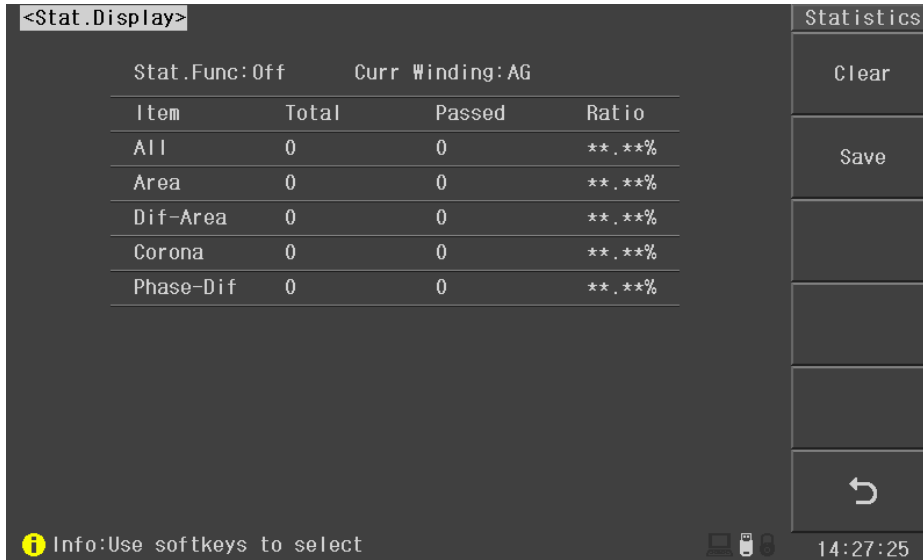 <Stat.Display>
Statistics
Stat.Func:Off Curr Winding:AG
Clear
Item Total Passed Ratio
All 0 0 **.**%
Save
Area 0 0 **.**%
Dif-Area 0 0 **.**%
Corona 0 0 **.**%
Phase-Dif 0 0 **.**%
Info:Use softkeys to select
14:27:25